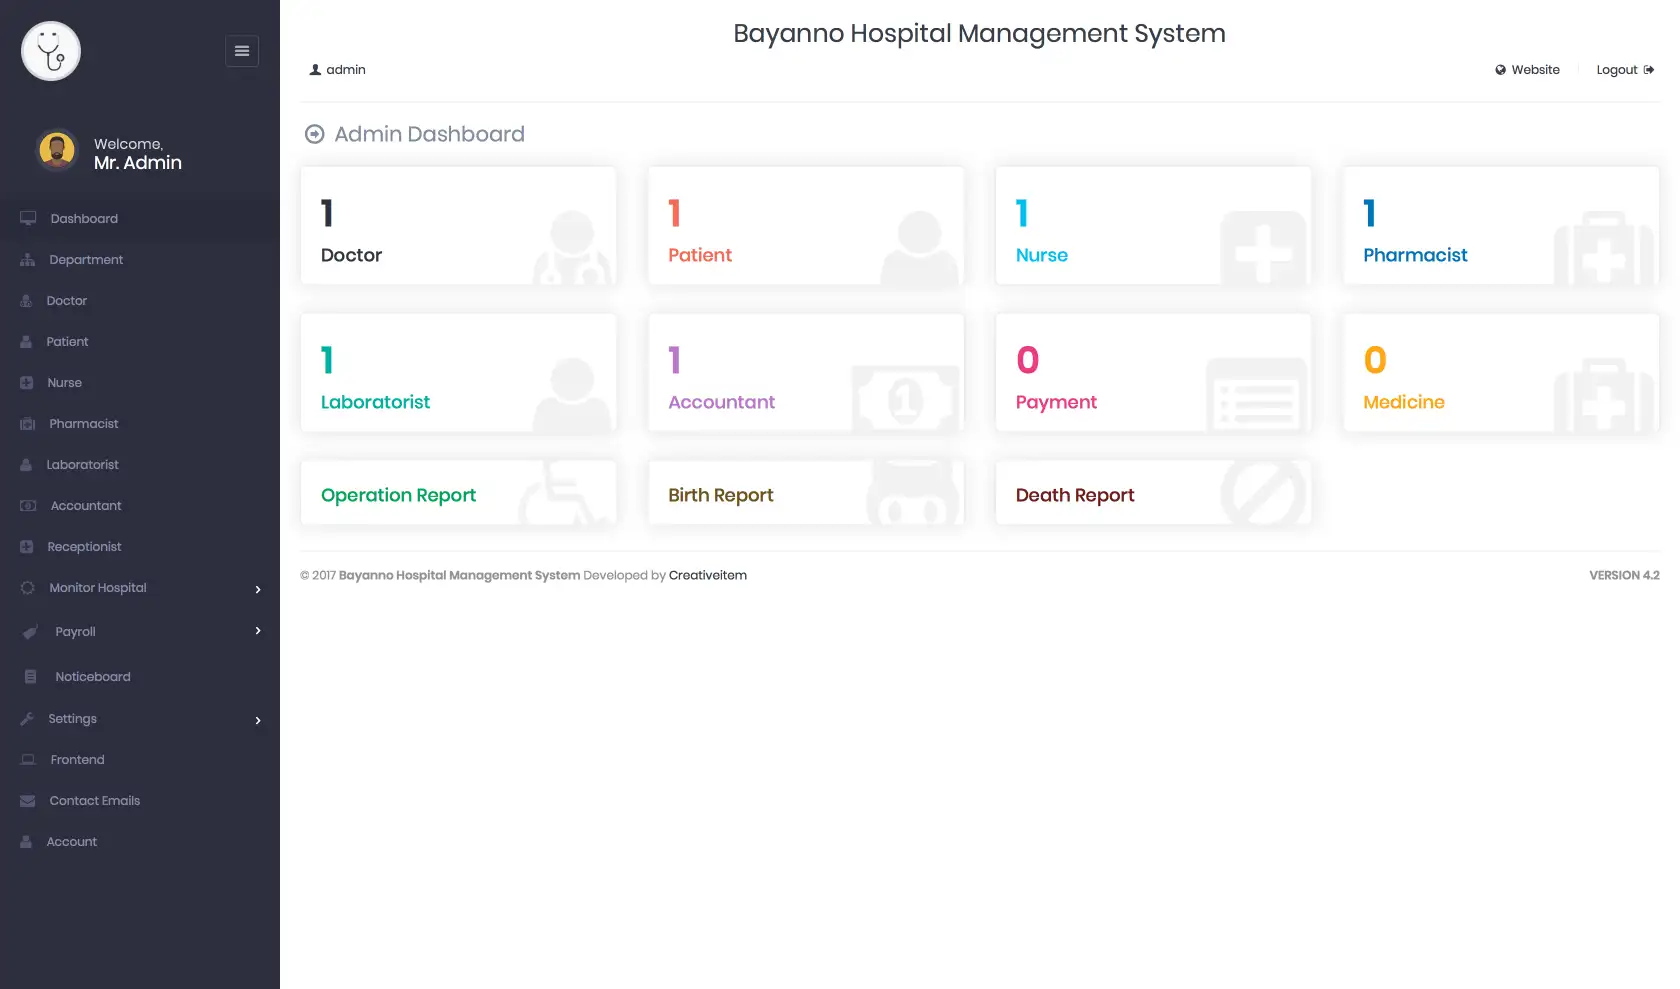 Bayanno Hospital Management System
admin
Website
Logout
Welcome,
Mr. Admin
Dashboard
Department
Doctor
Patient
Nurse
Pharmacist
Laboratorist
Accountant
Receptionist
Monitor Hospital
Payroll
Noticeboard
Settings
Frontend
Contact Emails
Account
Admin Dashboard
1
Doctor
1
Patient
1
Nurse
1
Pharmacist
1
Laboratorist
1
Accountant
1
0
Payment
0
Medicine
Operation Report
Birth Report
Death Report
© 2017 Bayanno Hospital Management System Developed by Creativeitem
VERSION 4.2